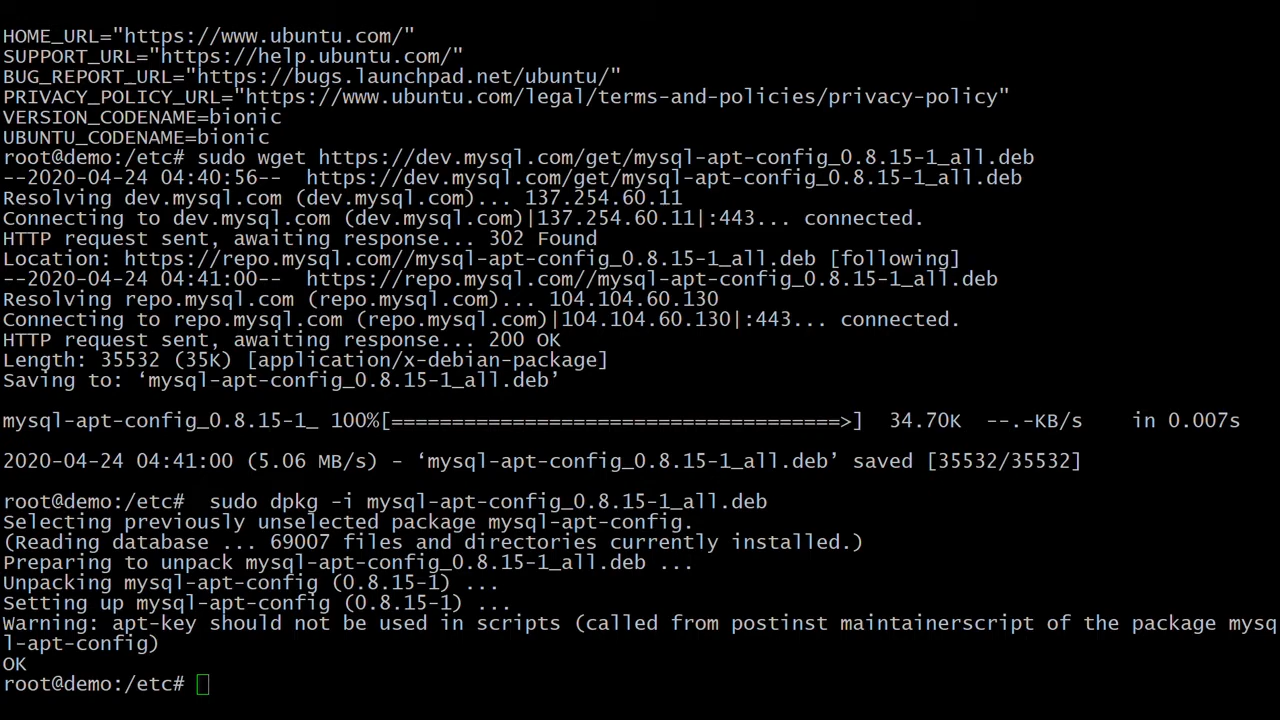 HOME_URL="https://www.ubuntu.com/"
SUPPORT_URL="https://help.ubuntu.com/"
BUG_REPORT_URL="https://bugs.launchpad.net/ubuntu/"
PRIVACY_POLICY_URL="https://www.ubuntu.com/legal/terms-and-policies/privacy-policy"
VERSION_CODENAME=bionic
UBUNTU_CODENAME=bionic
root@demo:/etc# sudo wget https://dev.mysql.com/get/mysql-apt-config_0.8.15-1_all.deb
--2020-04-24 04:40:56--  https://dev.mysql.com/get/mysql-apt-config_0.8.15-1_all.deb
Resolving dev.mysql.com (dev.mysql.com)... 137.254.60.11
Connecting to dev.mysql.com (dev.mysql.com)|137.254.60.11|:443... connected.
HTTP request sent, awaiting response... 302 Found
Location: https://repo.mysql.com//mysql-apt-config_0.8.15-1_all.deb [following]
--2020-04-24 04:41:00--  https://repo.mysql.com//mysql-apt-config_0.8.15-1_all.deb
Resolving repo.mysql.com (repo.mysql.com)... 104.104.60.130
Connecting to repo.mysql.com (repo.mysql.com)|104.104.60.130|:443... connected.
HTTP request sent, awaiting response... 200 OK
Length: 35532 (35K) [application/x-debian-package]
Saving to: ‘mysql-apt-config_0.8.15-1_all.deb’
mysql-apt-config_0.8.15-1_ 100%[=====================================>]  34.70K  --.-KB/s    in 0.007s
2020-04-24 04:41:00 (5.06 MB/s) - ‘mysql-apt-config_0.8.15-1_all.deb’ saved [35532/35532]
root@demo:/etc#  sudo dpkg -i mysql-apt-config_0.8.15-1_all.deb
Selecting previously unselected package mysql-apt-config.
(Reading database ... 69007 files and directories currently installed.)
Preparing to unpack mysql-apt-config_0.8.15-1_all.deb ...
Unpacking mysql-apt-config (0.8.15-1) ...
Setting up mysql-apt-config (0.8.15-1) ...
Warning: apt-key should not be used in scripts (called from postinst maintainerscript of the package mysq
l-apt-config)
OK
root@demo:/etc#